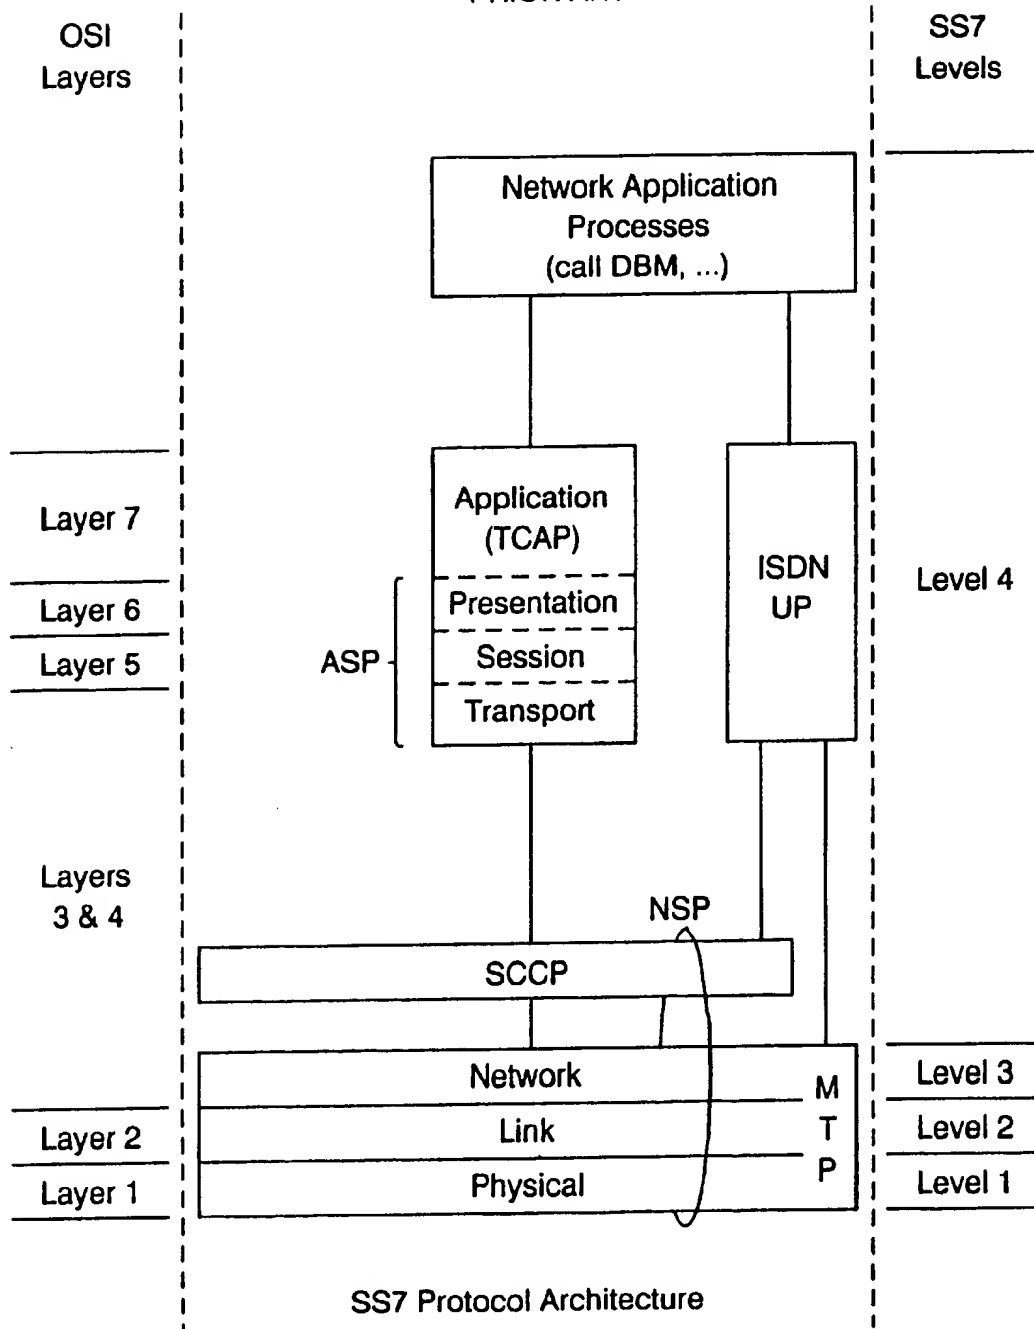 OSI
Layers
SS7
Levels
Network Application
Processes
(call DBM, ...)
Layer 7
Layer 6
Layer 5
Application
(TCAP)
Presentation
Session
Transport
ASP
ISDN
UP
Level 4
Layers
3 & 4
NSP
SCCP
Network
Link
Physical
M
T
P
Layer 2
Layer 1
Level 3
Level 2
Level 1
SS7 Protocol Architecture